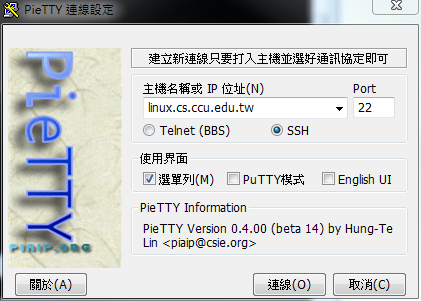 PieTTY 連線設定
PieTTY
PIAIP.ORG
建立新連線只要打入主機並選好通訊協定即可
主機名稱或 IP 位址(N)
Port
linux.cs.ccu.edu.tw
22
Telnet (BBS)
SSH
使用界面
選單列(M)
PuTTY模式
English UI
PieTTY Information
PieTTY Version 0.4.00 (beta 14) by Hung-Te
Lin <piaip@csie.org>
關於(A)
連線(O)
取消(C)